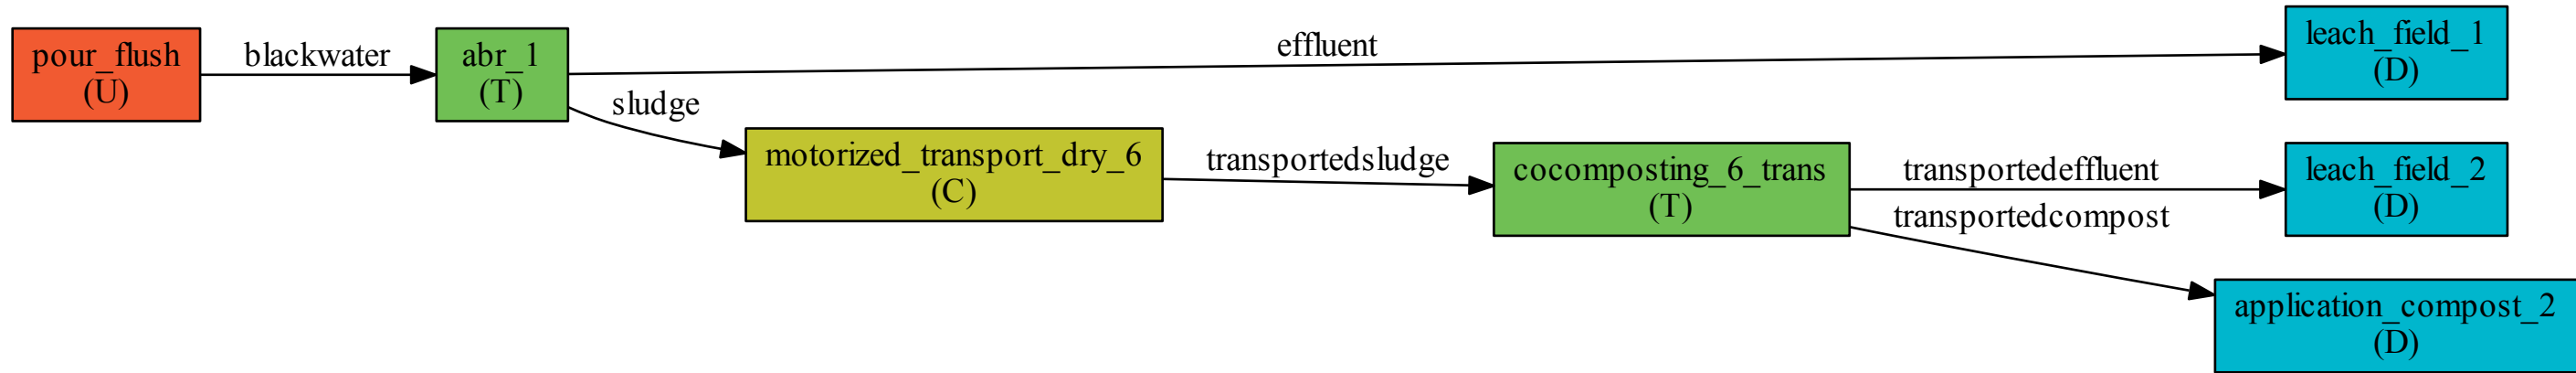 pour_flush
(U)
blackwater
abr_1
(T)
effluent
leach_field_1
(D)
sludge
motorized_transport_dry_6
(C)
transportedsludge
cocomposting_6_trans
(T)
transportedeffluent
leach_field_2
(D)
transportedcompost
application_compost_2
(D)